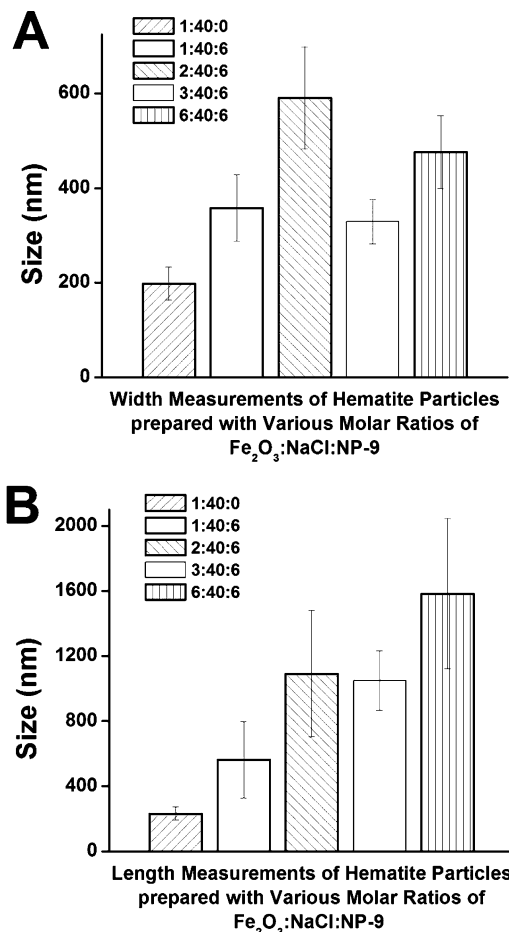 A
1:40:0
1:40:6
2:40:6
3:40:6
6:40:6
600
400
200
0
Size (nm)
Width Measurements of Hematite Particles
prepared with Various Molar Ratios of
Fe₂O₃:NaCl:NP-9
B
1:40:0
1:40:6
2:40:6
3:40:6
6:40:6
2000
1600
1200
800
400
0
Size (nm)
Length Measurements of Hematite Particles
prepared with Various Molar Ratios of
Fe₂O₃:NaCl:NP-9